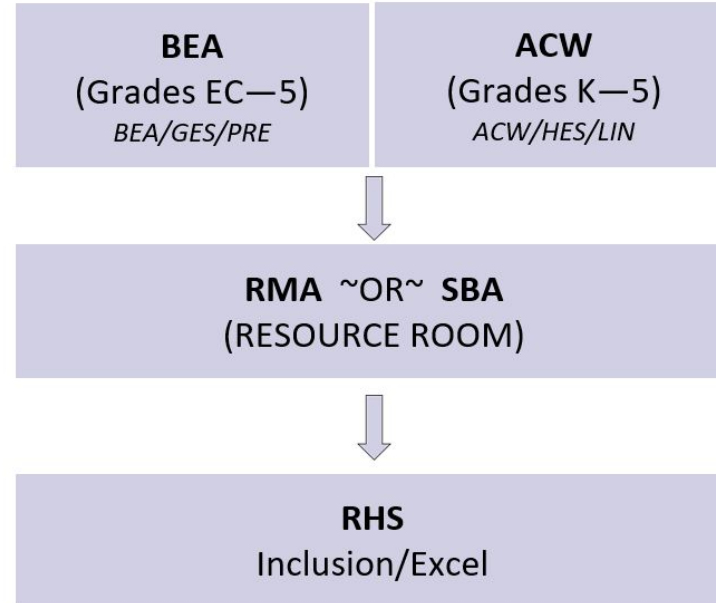 BEA
(Grades EC—5)
BEA/GES/PRE
ACW
(Grades K—5)
ACW/HES/LIN
RMA ~OR~ SBA
(RESOURCE ROOM)
RHS
Inclusion/Excel